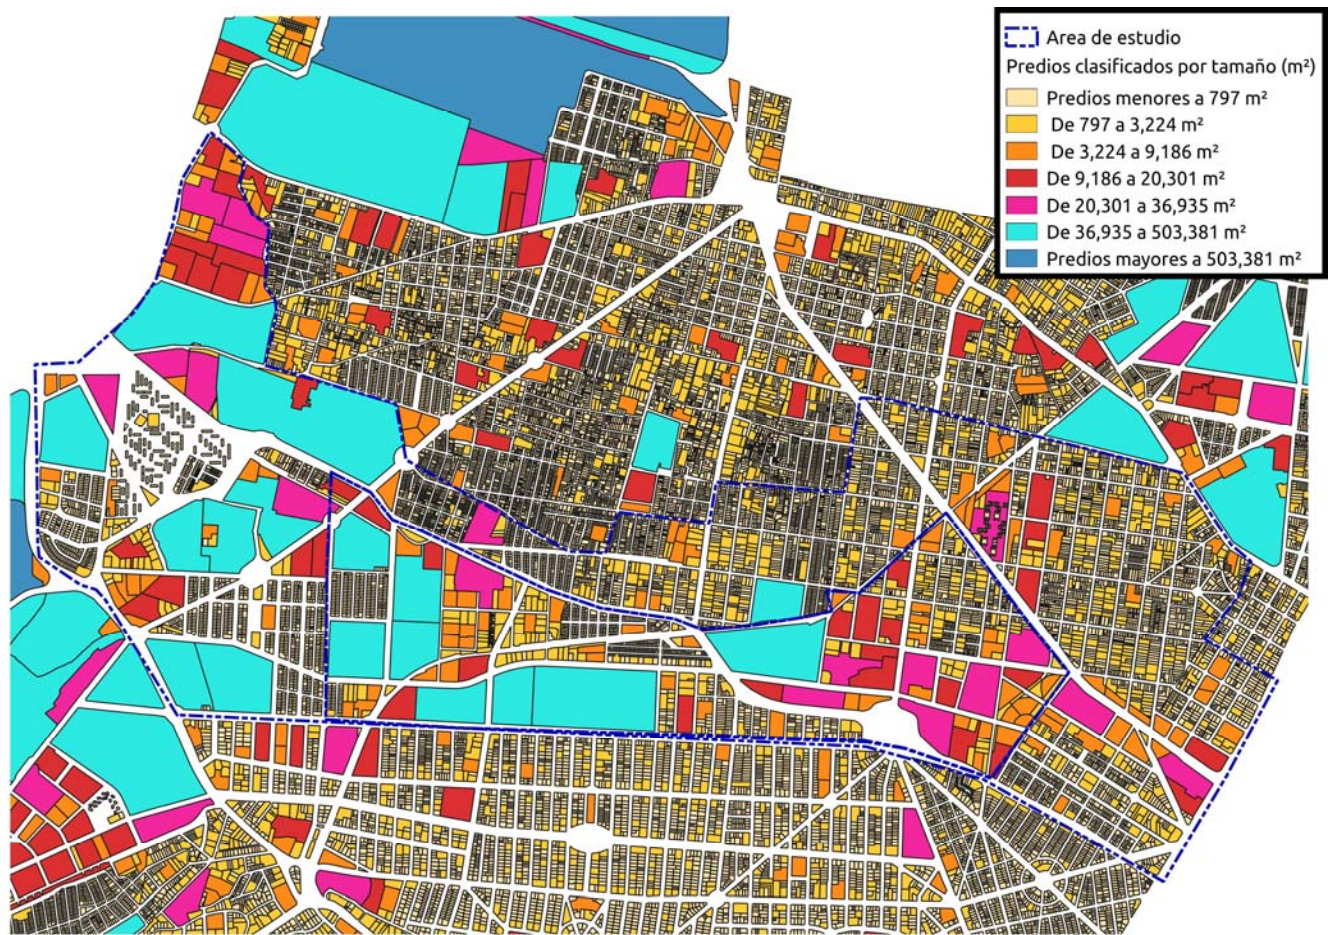 Area de estudio
Predios clasificados por tamaño (m²)
Predios menores a 797 m²
De 797 a 3,224 m²
De 3,224 a 9,186 m²
De 9,186 a 20,301 m²
De 20,301 a 36,935 m²
De 36,935 a 503,381 m²
Predios mayores a 503,381 m²